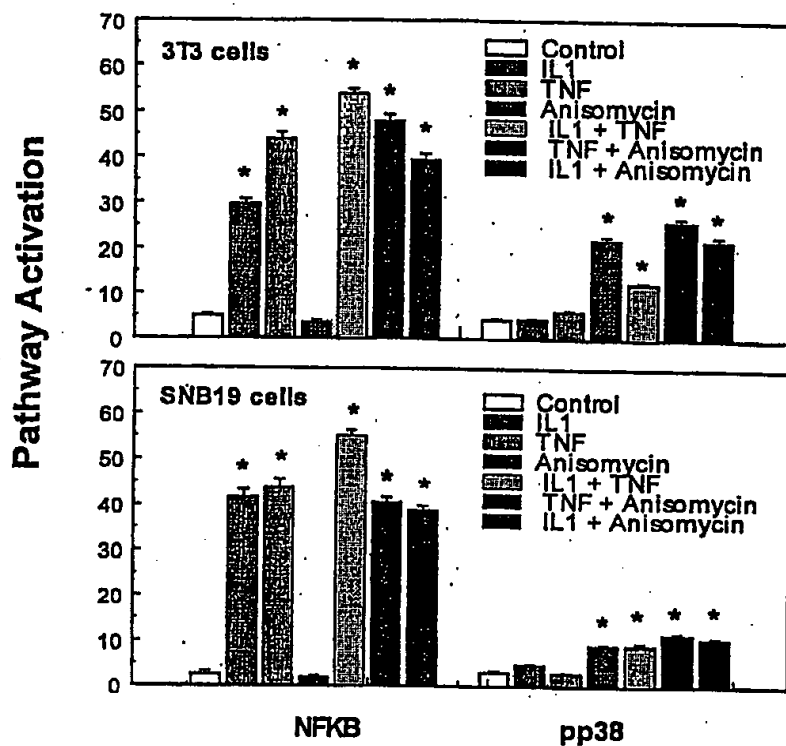 Pathway Activation
70
60
50
40
30
20
10
0
3T3 cells
* * * * *
* * * *
Control
IL1
TNF
Anisomycin
IL1 + TNF
TNF + Anisomycin
IL1 + Anisomycin
70
60
50
40
30
20
10
0
SNB19 cells
* * * * *
* * * *
Control
IL1
TNF
Anisomycin
IL1 + TNF
TNF + Anisomycin
IL1 + Anisomycin
NFKB pp38